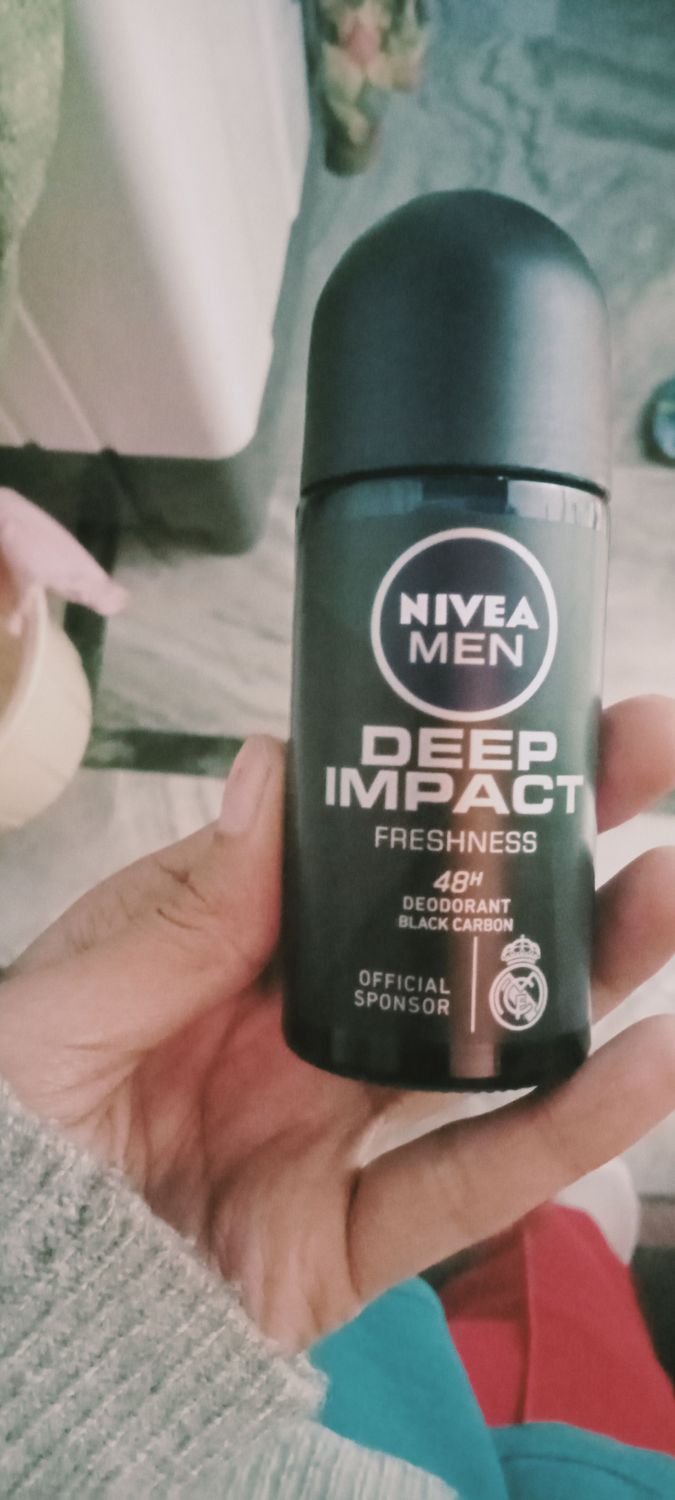 NIVEA
MEN
DEEP
IMPACT
FRESHNESS
48H
DEODORANT
BLACK CARBON
OFFICIAL
SPONSOR